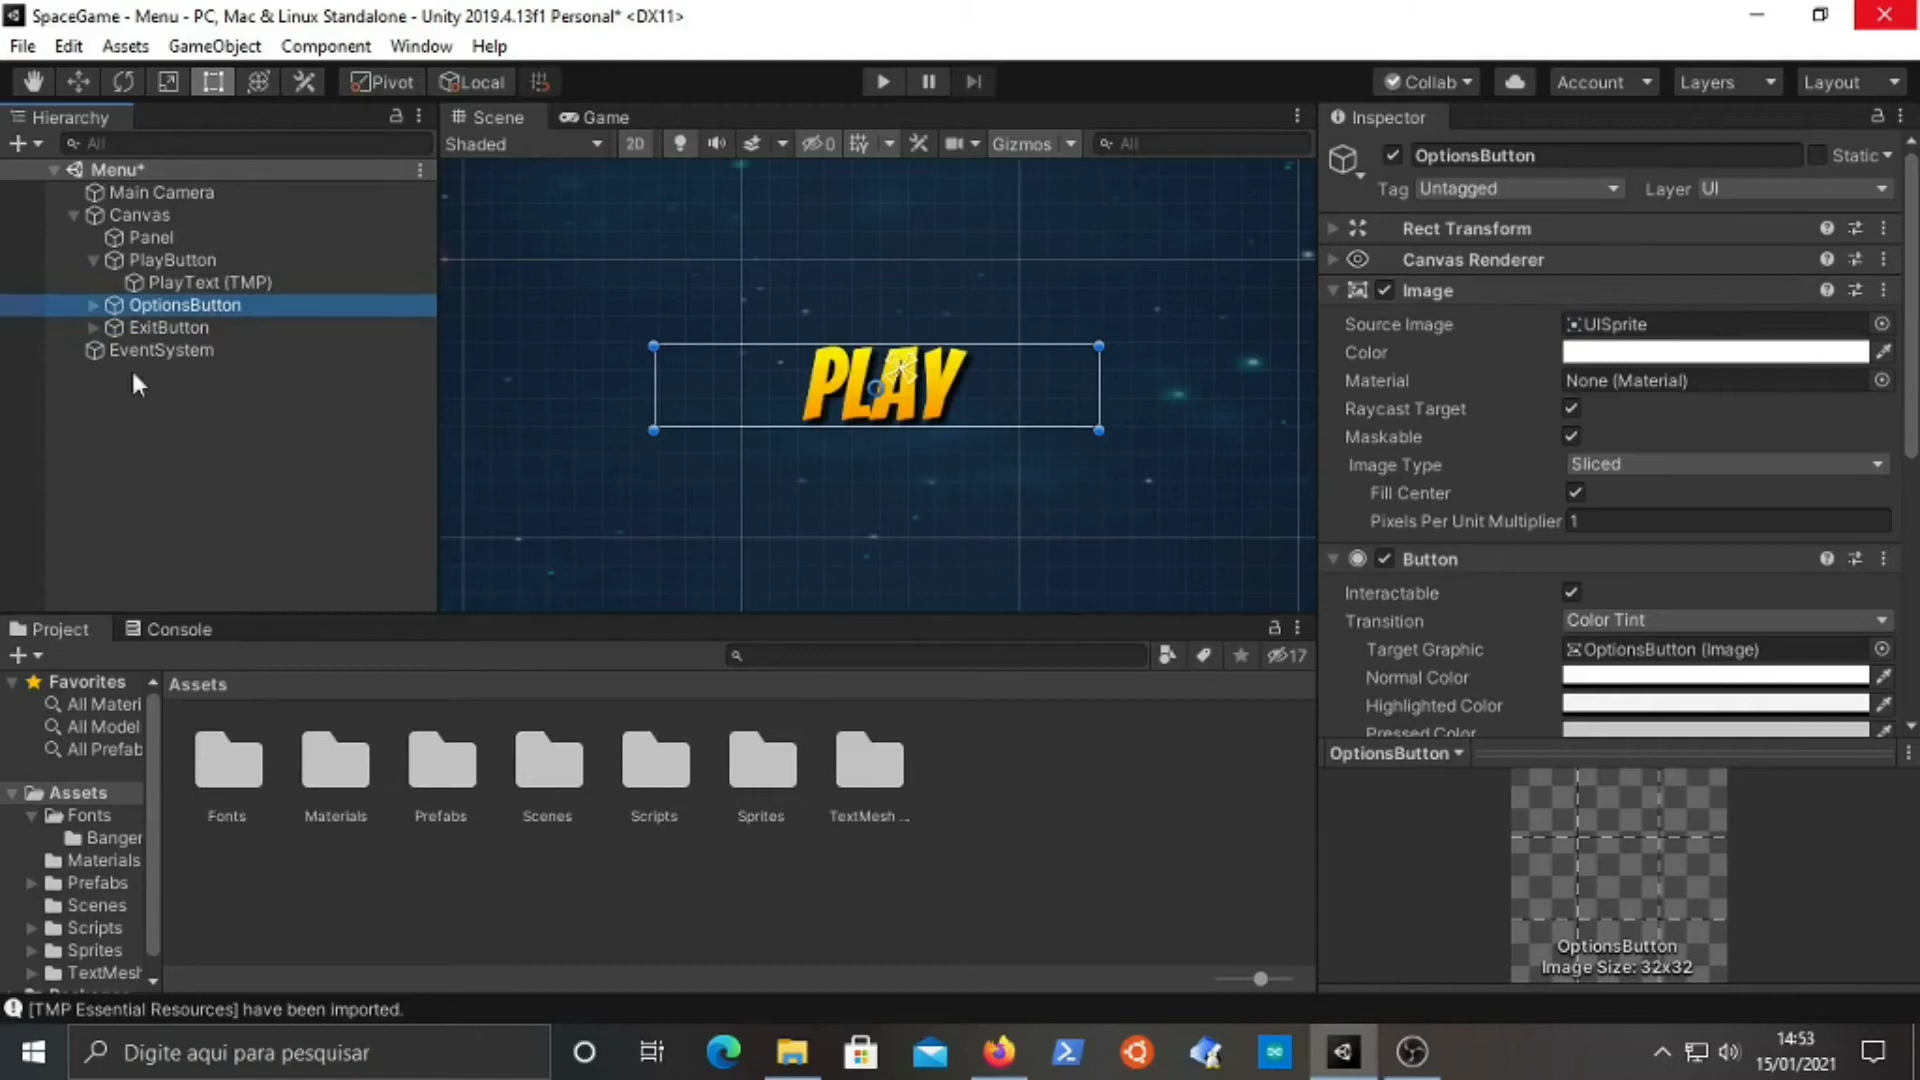 SpaceGame - Menu - PC, Mac & Linux Standalone - Unity 2019.4.13f1 Personal* <DX11>
File Edit Assets GameObject Component Window Help
Pivot Local Collab Account Layers Layout
Hierarchy
All
Menu*
Main Camera
Canvas
Panel
PlayButton
PlayText (TMP)
OptionsButton
ExitButton
EventSystem
Scene Game
Shaded 2D 0 Gizmos All
PLAY
Inspector
OptionsButton Static
Tag Untagged Layer UI
Rect Transform
Canvas Renderer
Image
Source Image UISprite
Color
Material None (Material)
Raycast Target
Maskable
Image Type Sliced
Fill Center
Pixels Per Unit Multiplier 1
Button
Interactable
Transition Color Tint
Target Graphic OptionsButton (Image)
Normal Color
Highlighted Color
Pressed Color
OptionsButton
OptionsButton
Image Size: 32x32
Project Console
17
Favorites
All Materi
All Model
All Prefab
Assets
Fonts
Banger
Materials
Prefabs
Scenes
Scripts
Sprites
TextMesh
Assets
Fonts Materials Prefabs Scenes Scripts Sprites TextMesh ...
[TMP Essential Resources] have been imported.
Digite aqui para pesquisar
14:53
15/01/2021